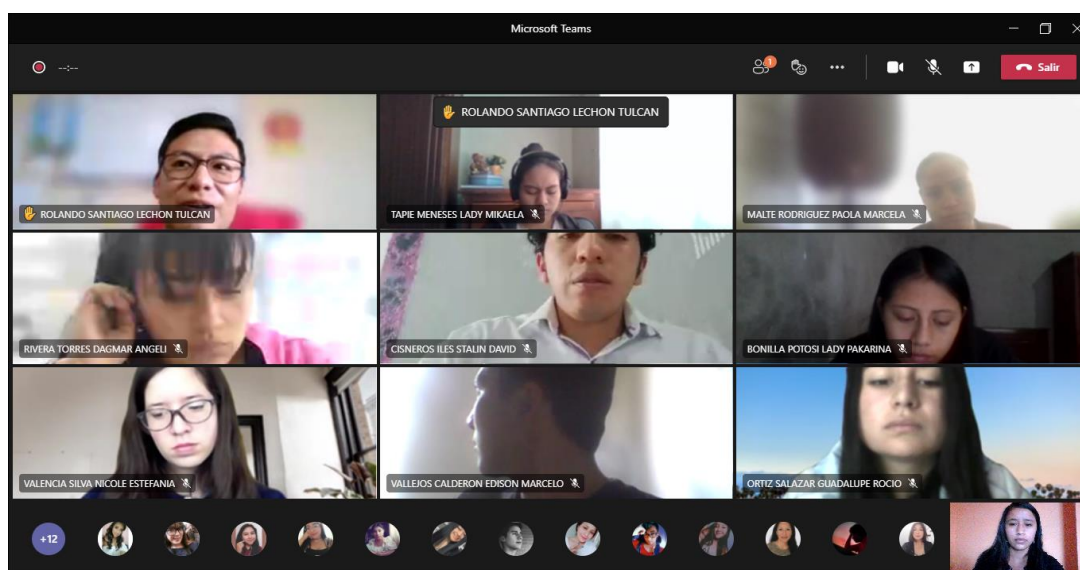 Microsoft Teams
--:--
1
Salir
ROLANDO SANTIAGO LECHON TULCAN
ROLANDO SANTIAGO LECHON TULCAN
TAPIE MENESES LADY MIKAELA
MALTE RODRIGUEZ PAOLA MARCELA
RIVERA TORRES DAGMAR ANGELI
CISNEROS ILES STALIN DAVID
BONILLA POTOSI LADY PAKARINA
VALENCIA SILVA NICOLE ESTEFANIA
VALLEJOS CALDERON EDISON MARCELO
ORTIZ SALAZAR GUADALUPE ROCIO
+12